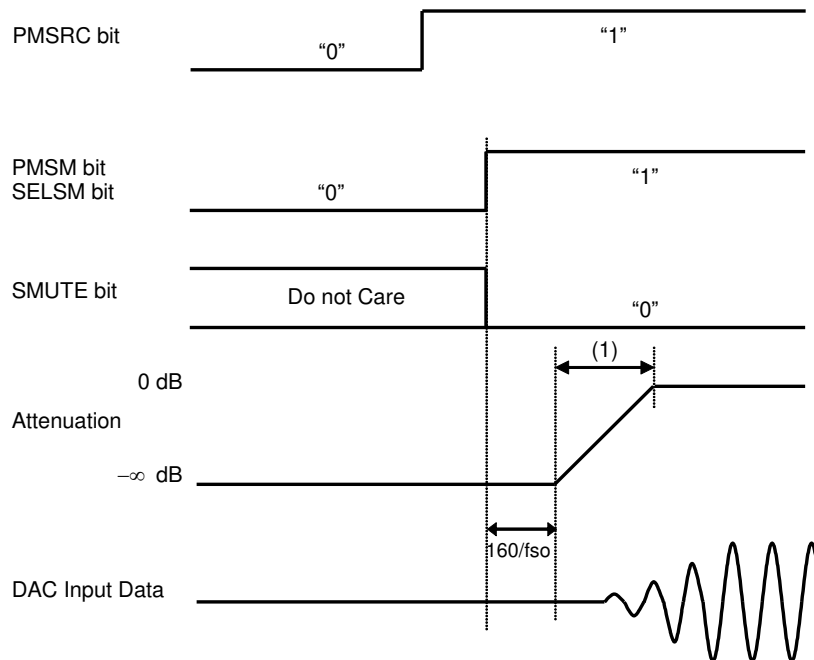 PMSRC bit
“0”
“1”
PMSM bit
SELSM bit
“0”
“1”
SMUTE bit
Do not Care
“0”
(1)
0 dB
Attenuation
−∞ dB
160/fso
DAC Input Data